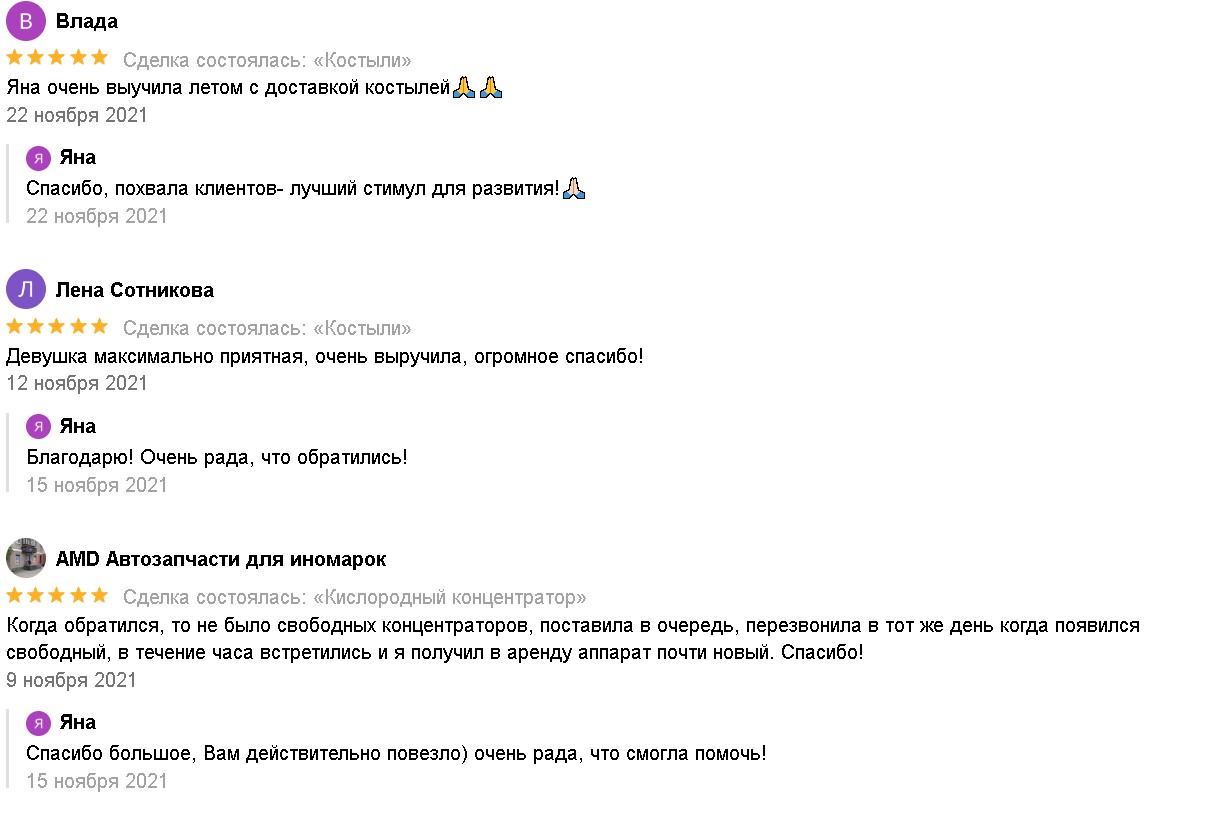 В Влада
Сделка состоялась: «Костыли»
Яна очень выучила летом с доставкой костылей🙏🙏
22 ноября 2021
Я Яна
Спасибо, похвала клиентов- лучший стимул для развития!🙏🏻
22 ноября 2021
Л Лена Сотникова
Сделка состоялась: «Костыли»
Девушка максимально приятная, очень выручила, огромное спасибо!
12 ноября 2021
Я Яна
Благодарю! Очень рада, что обратились!
15 ноября 2021
AMD Автозапчасти для иномарок
Сделка состоялась: «Кислородный концентратор»
Когда обратился, то не было свободных концентраторов, поставила в очередь, перезвонила в тот же день когда появился
свободный, в течение часа встретились и я получил в аренду аппарат почти новый. Спасибо!
9 ноября 2021
Я Яна
Спасибо большое, Вам действительно повезло) очень рада, что смогла помочь!
15 ноября 2021